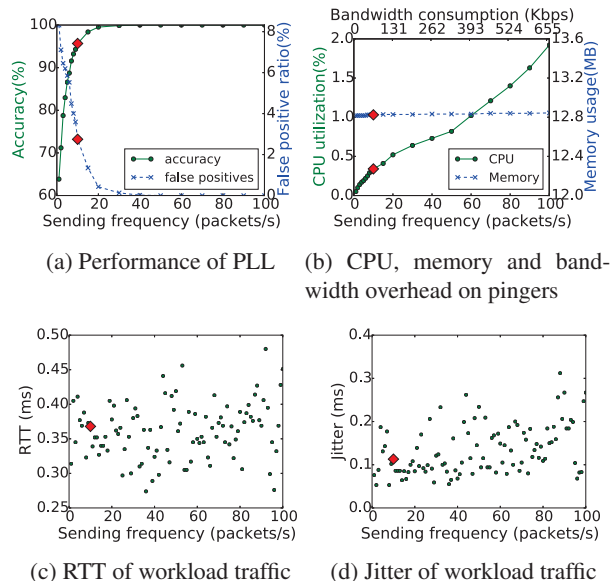 Bandwidth consumption (Kbps)
0 131 262 393 524 655
100
90
80
70
60
Accuracy(%)
8
6
4
2
0
False positive ratio(%)
accuracy
false positives
0 20 40 60 80 100
Sending frequency (packets/s)
2.0
1.5
1.0
0.5
0.0
CPU utilization(%)
13.6
13.2
12.8
12.4
12.0
Memory usage(MB)
CPU
Memory
0 20 40 60 80 100
Sending frequency (packets/s)
(a) Performance of PLL
(b) CPU, memory and band-
width overhead on pingers
0.50
0.45
0.40
0.35
0.30
0.25
RTT (ms)
0 20 40 60 80 100
Sending frequency (packets/s)
0.4
0.3
0.2
0.1
0.0
Jitter (ms)
0 20 40 60 80 100
Sending frequency (packets/s)
(c) RTT of workload traffic
(d) Jitter of workload traffic